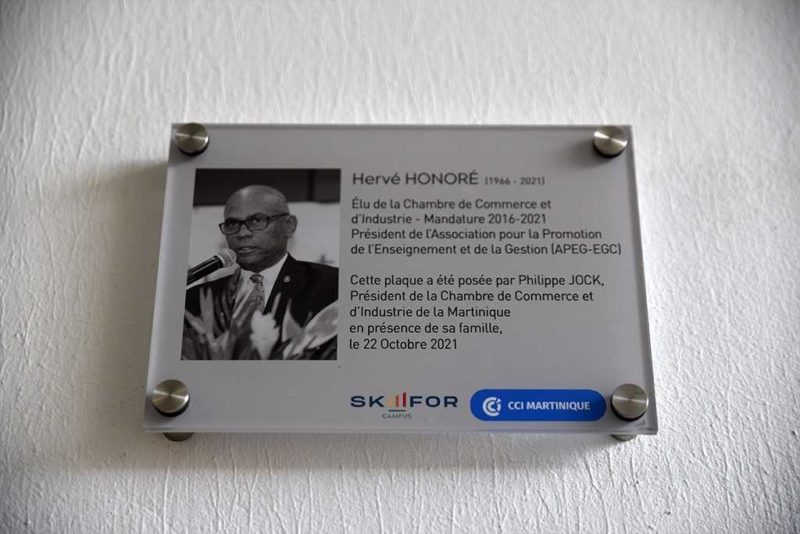 Hervé HONORÉ (1966 - 2021)
Élu de la Chambre de Commerce et
d'Industrie - Mandature 2016-2021
Président de l'Association pour la Promotion
de l'Enseignement et de la Gestion (APEG-EGC)
Cette plaque a été posée par Philippe JOCK,
Président de la Chambre de Commerce et
d'Industrie de la Martinique
en présence de sa famille,
le 22 Octobre 2021
SKILLFOR
CAMPUS
CCI MARTINIQUE